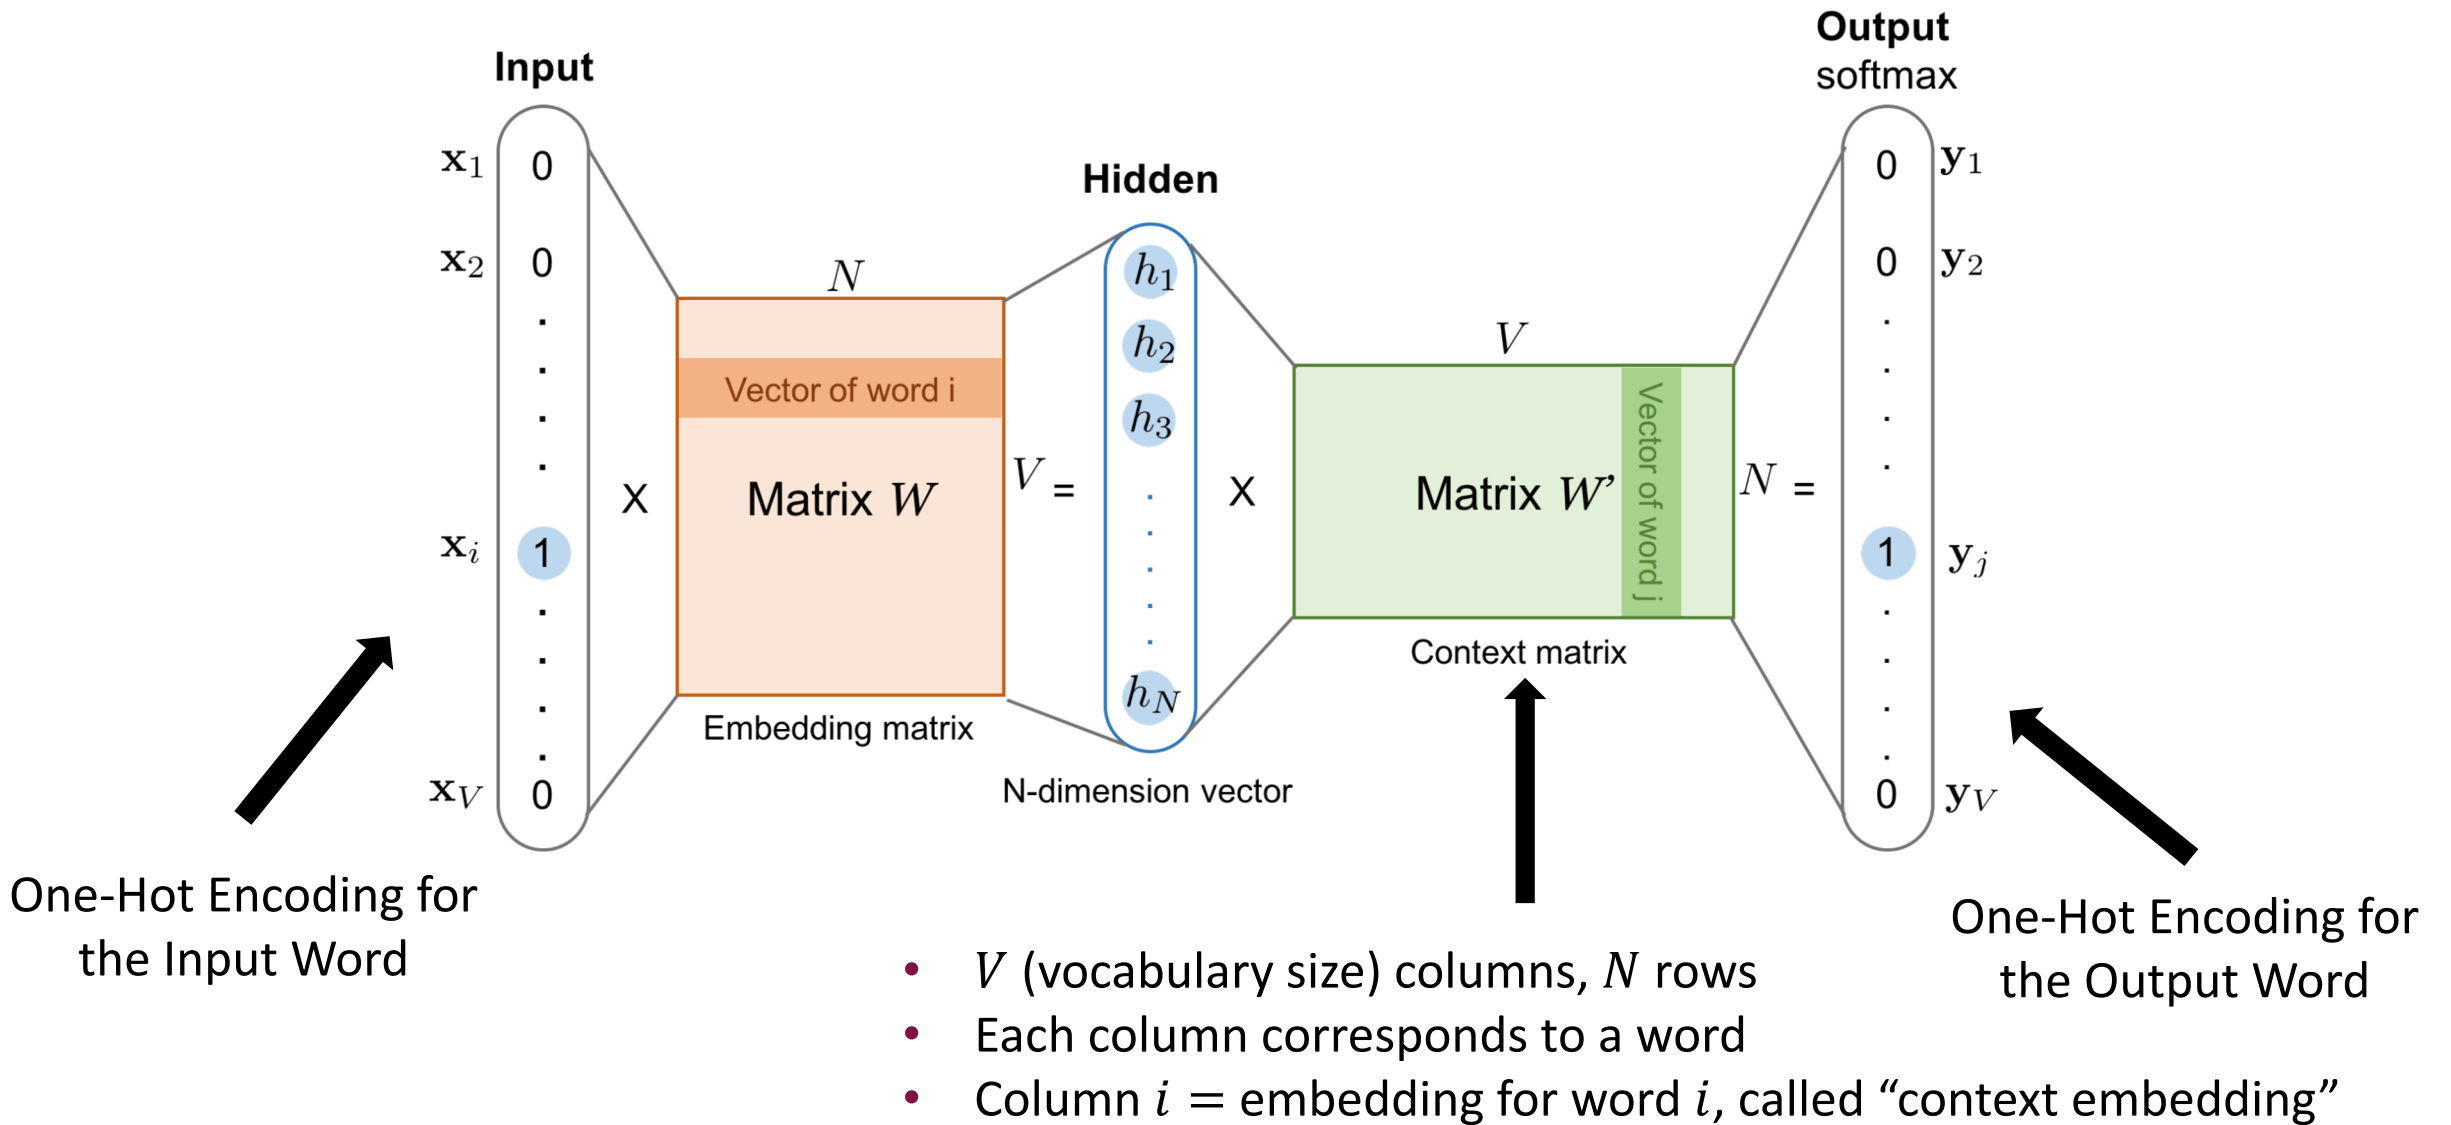 Input
x₁ 0
x₂ 0
.
.
.
.
xᵢ 1
.
.
.
.
x_V 0
One-Hot Encoding for
the Input Word
X
N
Vector of word i
Matrix W
Embedding matrix
V =
Hidden
h₁
h₂
h₃
.
.
.
.
.
h_N
N-dimension vector
X
V
Matrix W’
Vector of word j
Context matrix
N =
Output
softmax
0 y₁
0 y₂
.
.
.
.
1 yⱼ
.
.
.
.
0 y_V
One-Hot Encoding for
the Output Word
• V (vocabulary size) columns, N rows
• Each column corresponds to a word
• Column i = embedding for word i, called “context embedding”